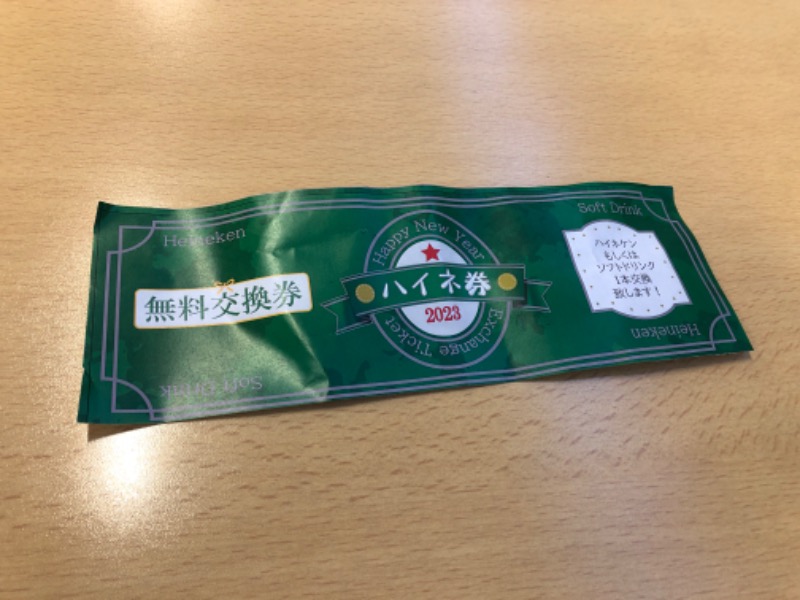 Heineken
無料交換券
Soft Drink
Happy New Year
ハイネ券
2023
Exchange Ticket
Soft Drink
ハイネケン
もしくは
ソフトドリンク
1本交換
致します!
Heineken